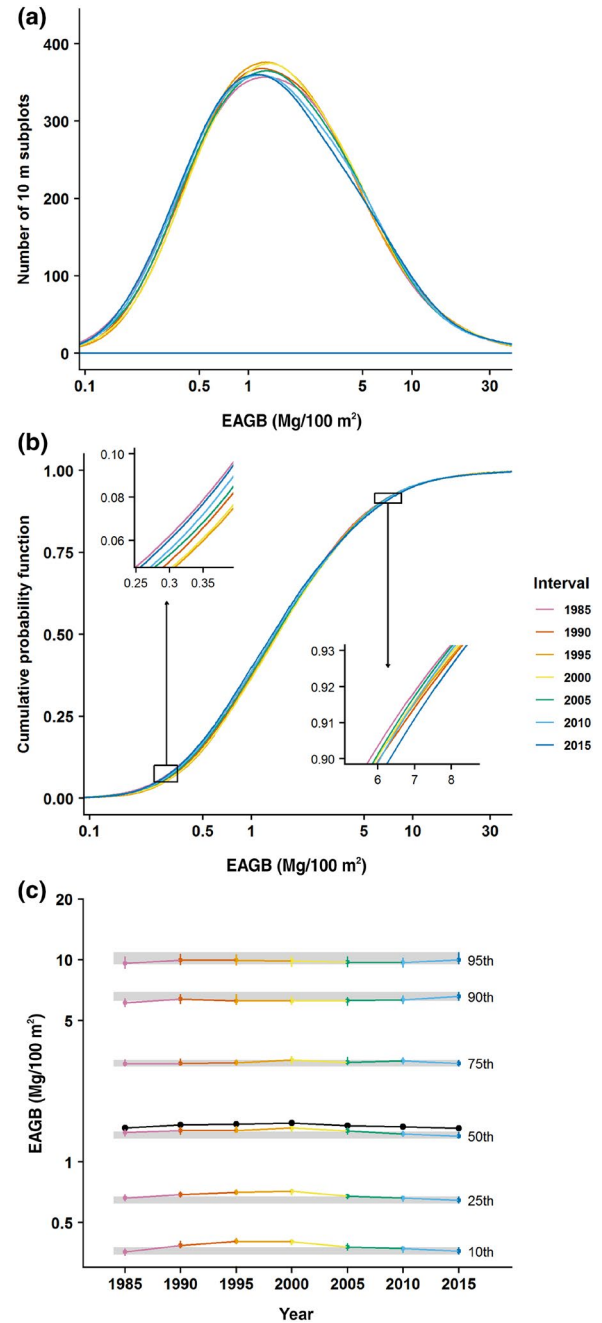 (a)
Number of 10 m subplots
400
300
200
100
0
0.1 0.5 1 5 10 30
EAGB (Mg/100 m²)
(b)
Cumulative probability function
1.00
0.75
0.50
0.25
0.00
0.10
0.08
0.06
0.25 0.3 0.35
0.93
0.92
0.91
0.90
6 7 8
0.1 0.5 1 5 10 30
EAGB (Mg/100 m²)
Interval
1985
1990
1995
2000
2005
2010
2015
(c)
EAGB (Mg/100 m²)
20
10
5
1
0.5
95th
90th
75th
50th
25th
10th
1985 1990 1995 2000 2005 2010 2015
Year